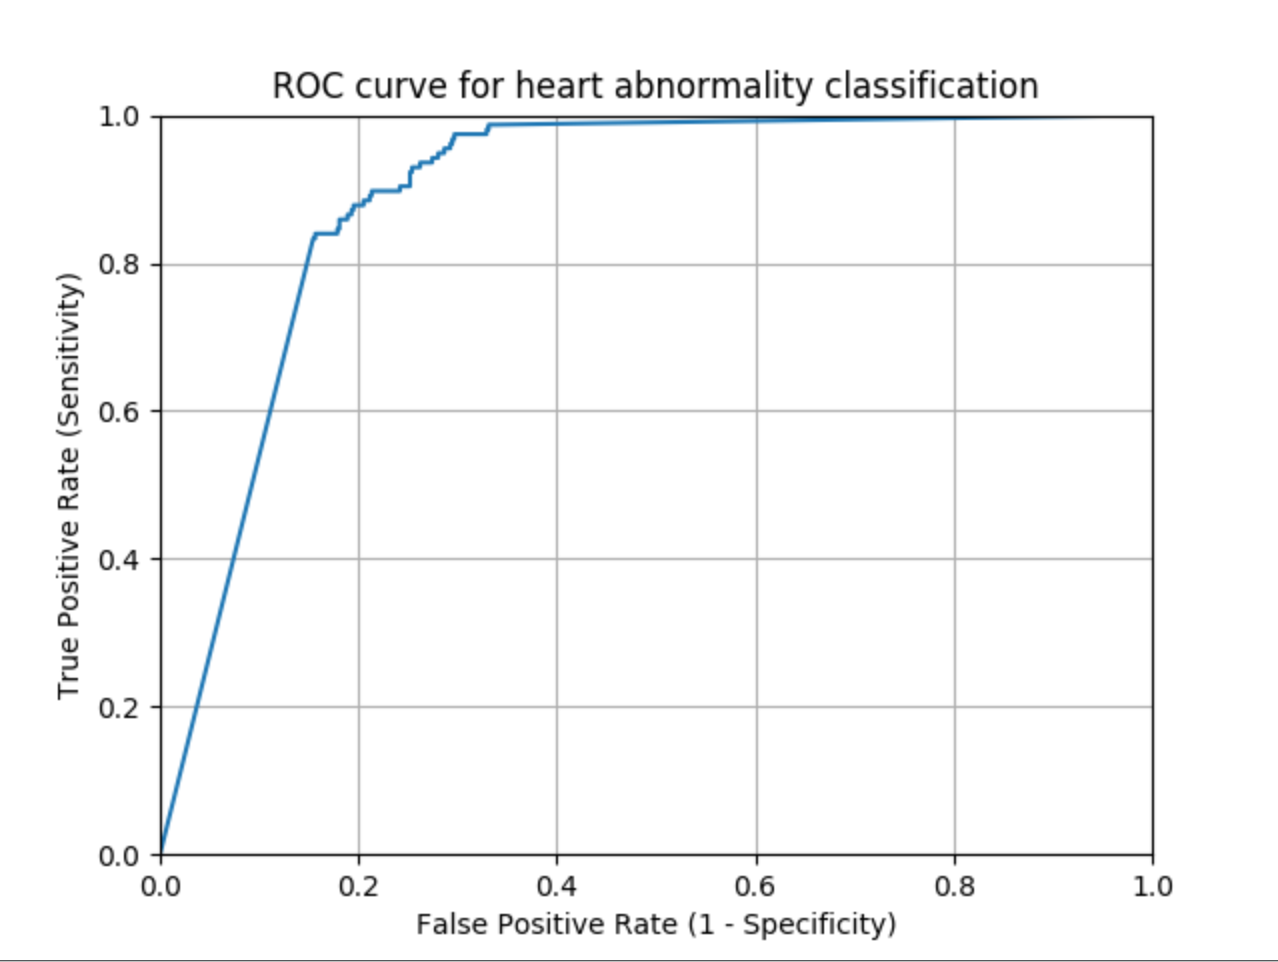 ROC curve for heart abnormality classification
1.0
0.8
0.6
0.4
0.2
0.0
True Positive Rate (Sensitivity)
0.0 0.2 0.4 0.6 0.8 1.0
False Positive Rate (1 - Specificity)